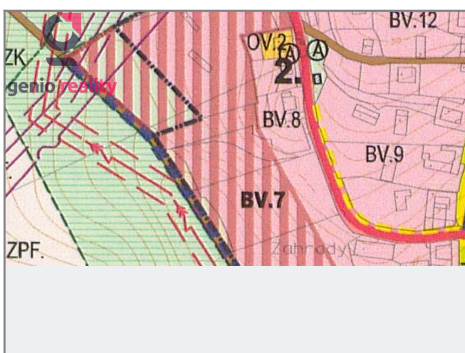 BV.12
OV.2
A
A
ZK
2.
genio reality
BV.8
BV.9
BV.7
ZPF.
Zahrady